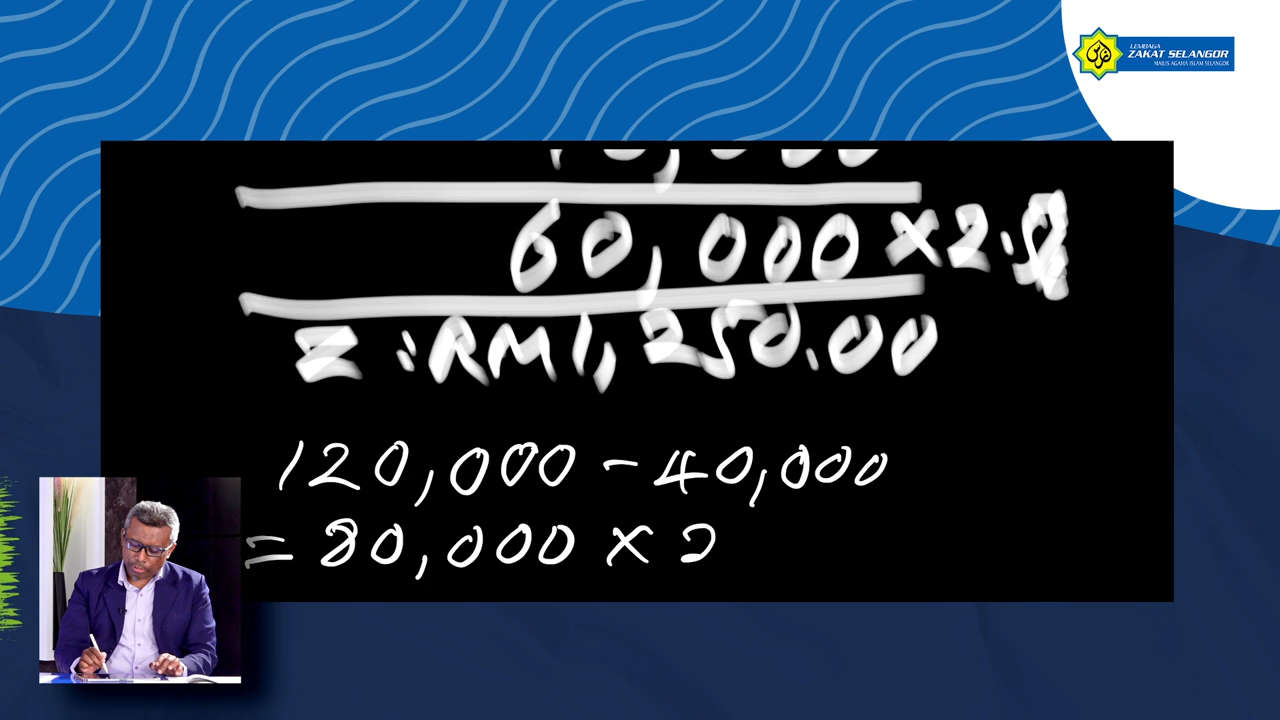 LEMBAGA
ZAKAT SELANGOR
MAJLIS AGAMA ISLAM SELANGOR
60,000 × 2.
Z : RM1,250.00
120,000 - 40,000
= 80,000 × 2